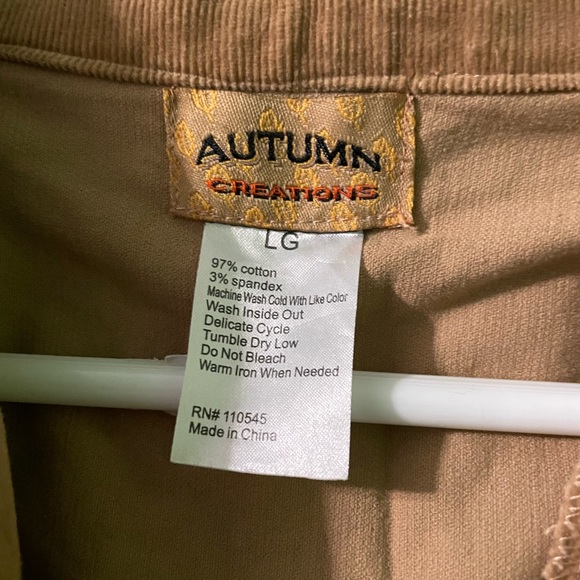 AUTUMN
CREATIONS
LG
97% cotton
3% spandex
Machine Wash Cold With Like Color
Wash Inside Out
Delicate Cycle
Tumble Dry Low
Do Not Bleach
Warm Iron When Needed
RN# 110545
Made in China